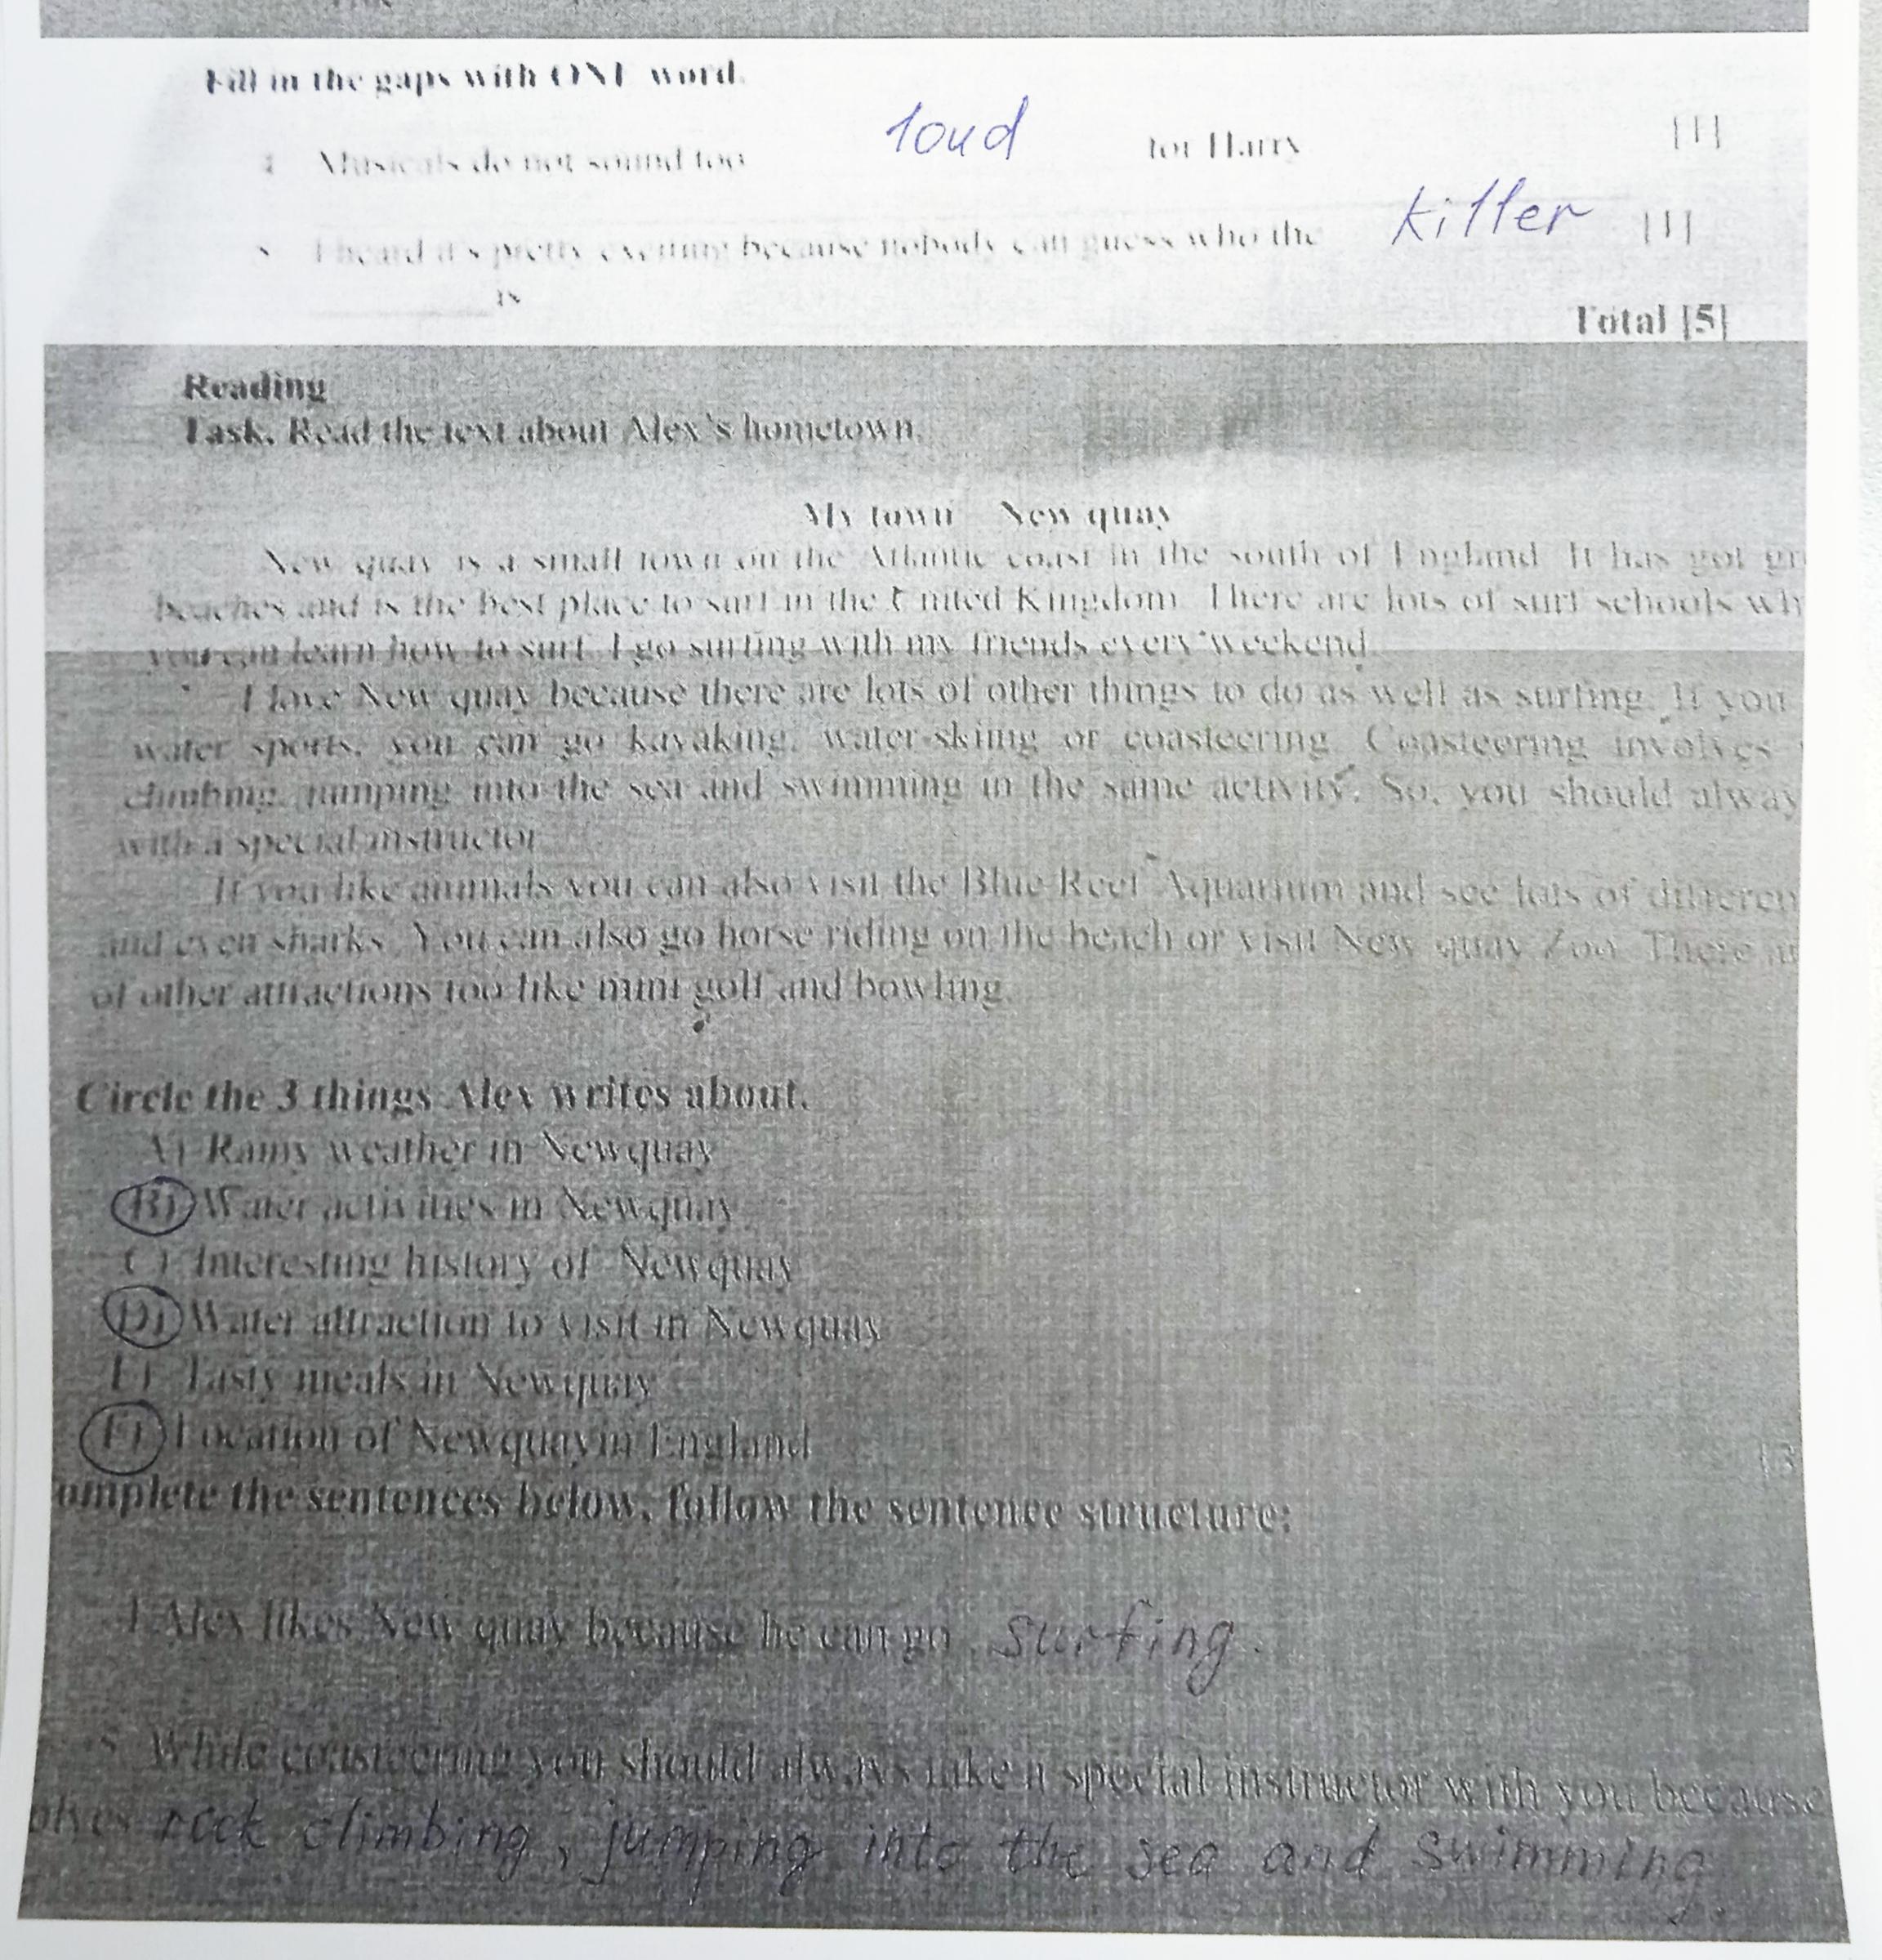 Fill in the gaps with ONE word.
4 Musicals do not sound too loud for Harry [1]
5 I heard it's pretty exciting because nobody can guess who the killer [1]
is
Total [5]
Reading
Task. Read the text about Alex's hometown.
My town New quay
New quay is a small town on the Atlantic coast in the south of England. It has got
beaches and is the best place to surf in the United Kingdom. There are lots of surf schools
you can learn how to surf. I go surfing with my friends every weekend.
I love New quay because there are lots of other things to do as well as surfing. If you
water sports, you can go kayaking, water-skiing or coasteering. Coasteering involves
climbing, jumping into the sea and swimming in the same activity. So, you should
with a special instructor
If you like animals you can also visit the Blue Reef Aquarium and see lots of
and even sharks. You can also go horse riding on the beach or visit New quay Zoo. There
of other attractions too like mini golf and bowling.
Circle the 3 things Alex writes about.
A) Rainy weather in Newquay
B) Water activities in Newquay
C) Interesting history of Newquay
D) Water attraction to visit in Newquay
E) Tasty meals in Newquay
F) Location of Newquay in England
[3
omplete the sentences below, follow the sentence structure:
4 Alex likes New quay because he can go surfing.
5 While coasteering you should always take a special instructor with you because
olves rock climbing, jumping into the sea and swimming